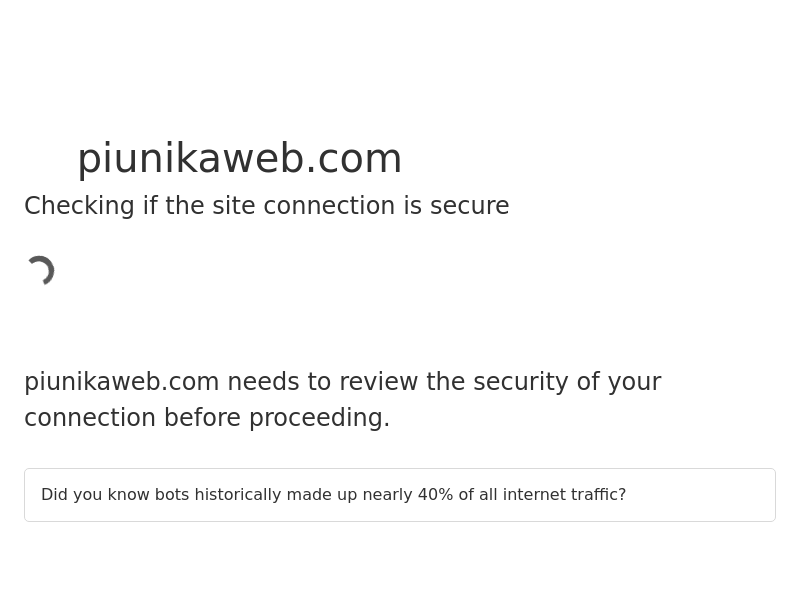 piunikaweb.com
Checking if the site connection is secure
piunikaweb.com needs to review the security of your
connection before proceeding.
Did you know bots historically made up nearly 40% of all internet traffic?